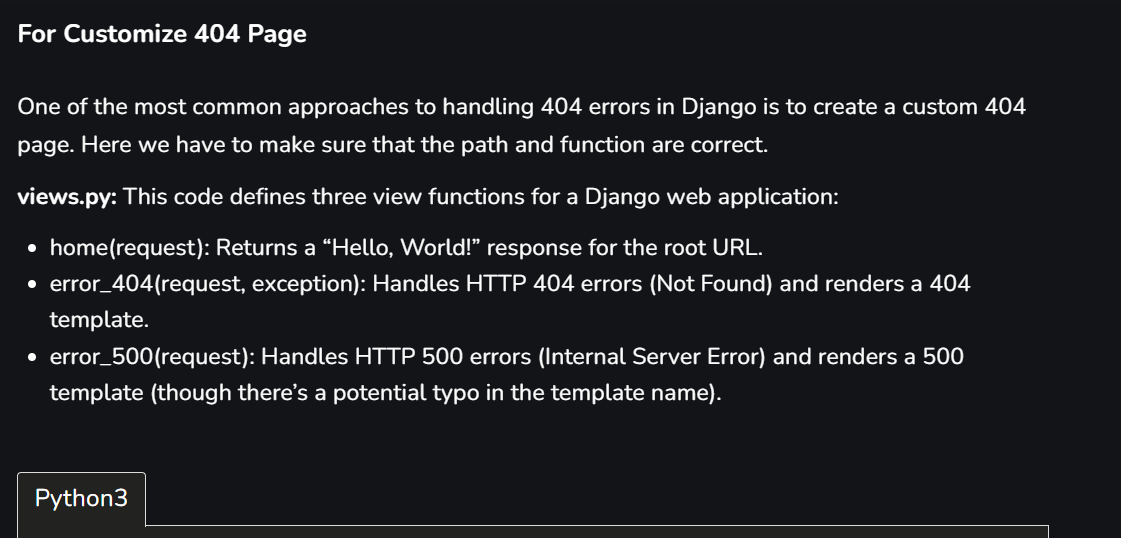 For Customize 404 Page
One of the most common approaches to handling 404 errors in Django is to create a custom 404
page. Here we have to make sure that the path and function are correct.
views.py: This code defines three view functions for a Django web application:
• home(request): Returns a “Hello, World!” response for the root URL.
• error_404(request, exception): Handles HTTP 404 errors (Not Found) and renders a 404
template.
• error_500(request): Handles HTTP 500 errors (Internal Server Error) and renders a 500
template (though there’s a potential typo in the template name).
Python3